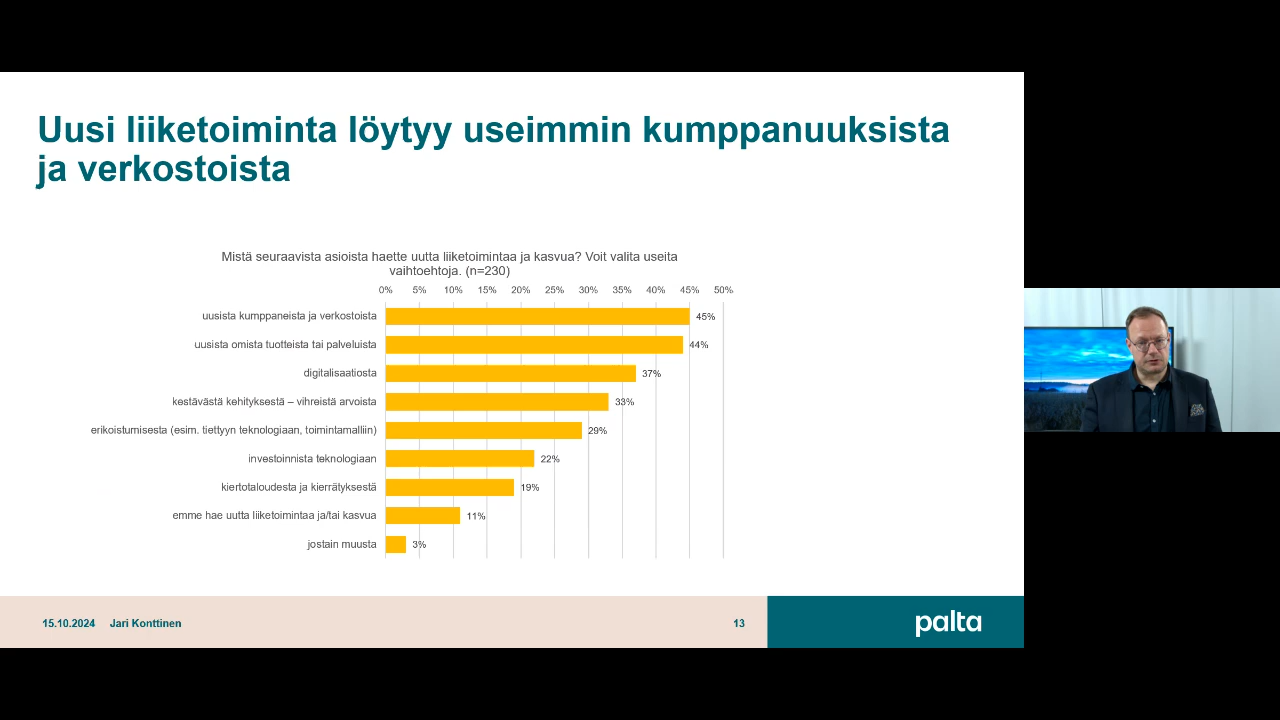 Uusi liiketoiminta löytyy useimmin kumppanuuksista
ja verkostoista
Mistä seuraavista asioista haette uutta liiketoimintaa ja kasvua? Voit valita useita
vaihtoehtoja. (n=230)
0% 5% 10% 15% 20% 25% 30% 35% 40% 45% 50%
uusista kumppaneista ja verkostoista 45%
uusista omista tuotteista tai palveluista 44%
digitalisaatiosta 37%
kestävästä kehityksestä – vihreistä arvoista 33%
erikoistumisesta (esim. tiettyyn teknologiaan, toimintamalliin) 29%
investoinnista teknologiaan 22%
kiertotaloudesta ja kierrätyksestä 19%
emme hae uutta liiketoimintaa ja/tai kasvua 11%
jostain muusta 3%
15.10.2024 Jari Konttinen 13 palta